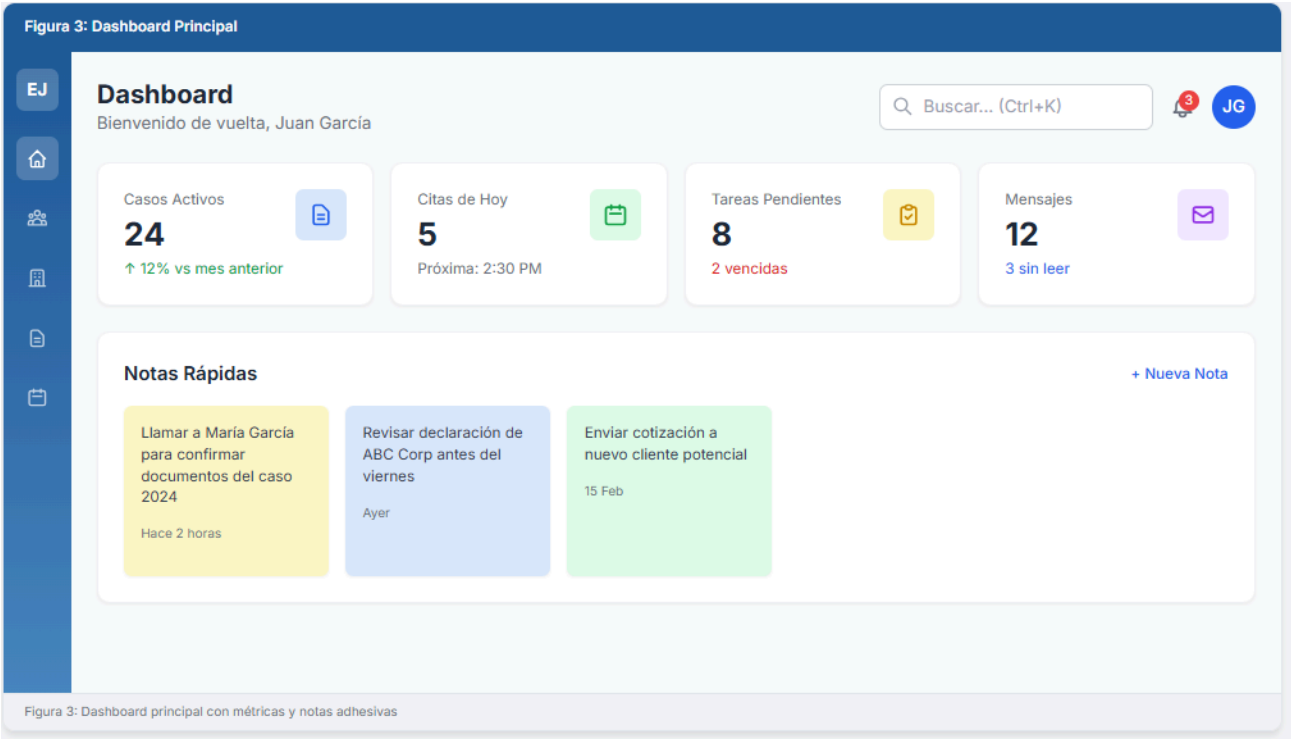 Figura 3: Dashboard Principal
EJ
Dashboard
Bienvenido de vuelta, Juan García
Buscar... (Ctrl+K)
3
JG
Casos Activos
24
↑ 12% vs mes anterior
Citas de Hoy
5
Próxima: 2:30 PM
Tareas Pendientes
8
2 vencidas
Mensajes
12
3 sin leer
Notas Rápidas
+ Nueva Nota
Llamar a María García
para confirmar
documentos del caso
2024
Hace 2 horas
Revisar declaración de
ABC Corp antes del
viernes
Ayer
Enviar cotización a
nuevo cliente potencial
15 Feb
Figura 3: Dashboard principal con métricas y notas adhesivas